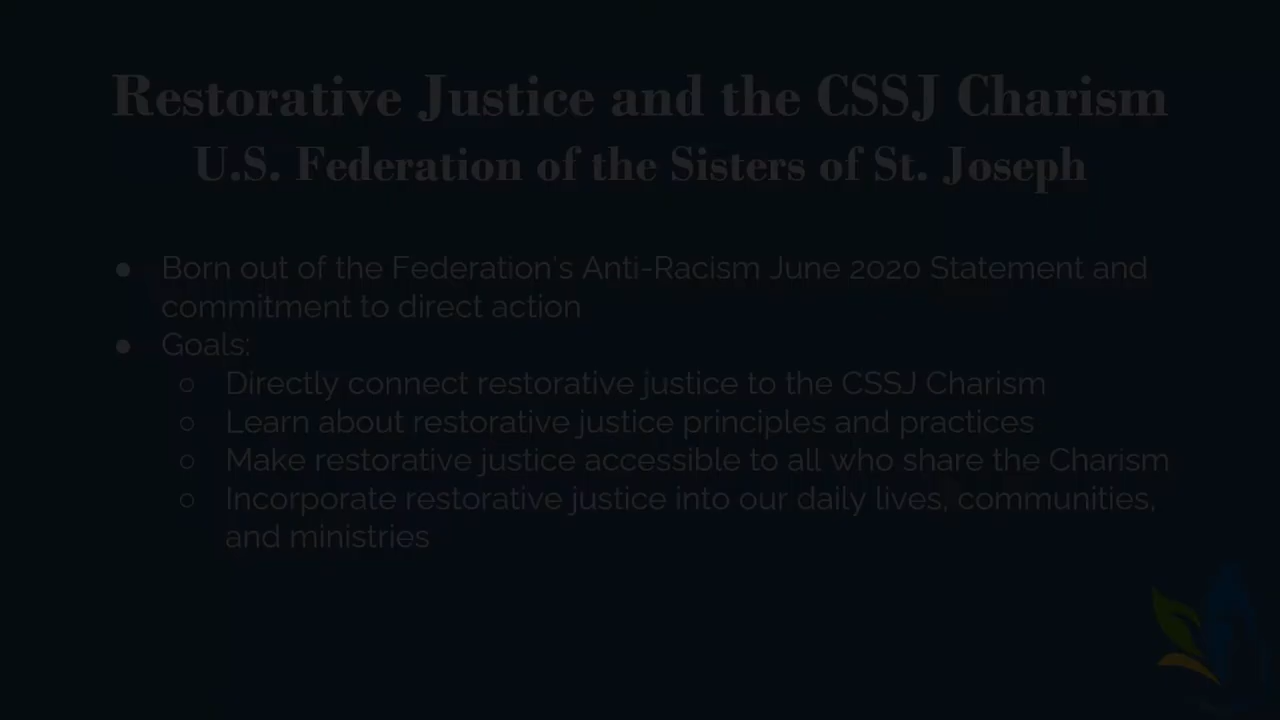 Restorative Justice and the CSSJ Charism
U.S. Federation of the Sisters of St. Joseph
● Born out of the Federation's Anti-Racism June 2020 Statement and
commitment to direct action
● Goals:
○ Directly connect restorative justice to the CSSJ Charism
○ Learn about restorative justice principles and practices
○ Make restorative justice accessible to all who share the Charism
○ Incorporate restorative justice into our daily lives, communities,
and ministries